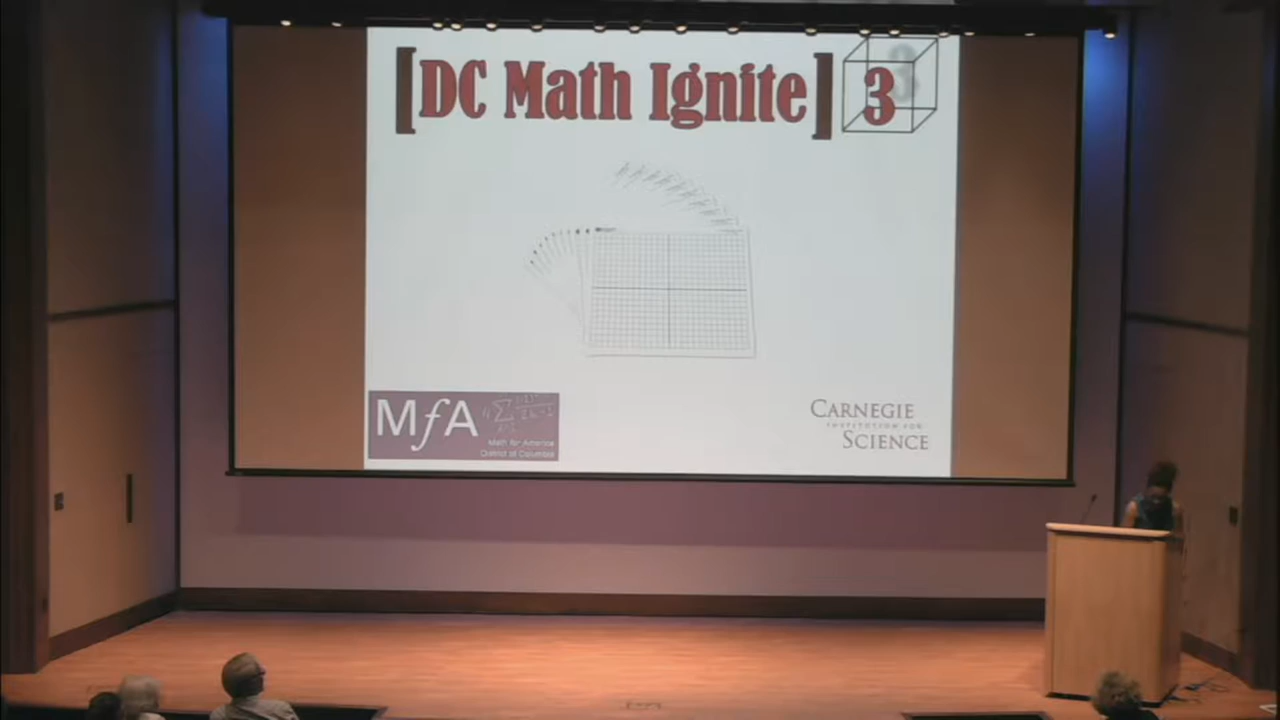 [DC Math Ignite] 3
MfA
Math for America
District of Columbia
CARNEGIE
INSTITUTION FOR
SCIENCE